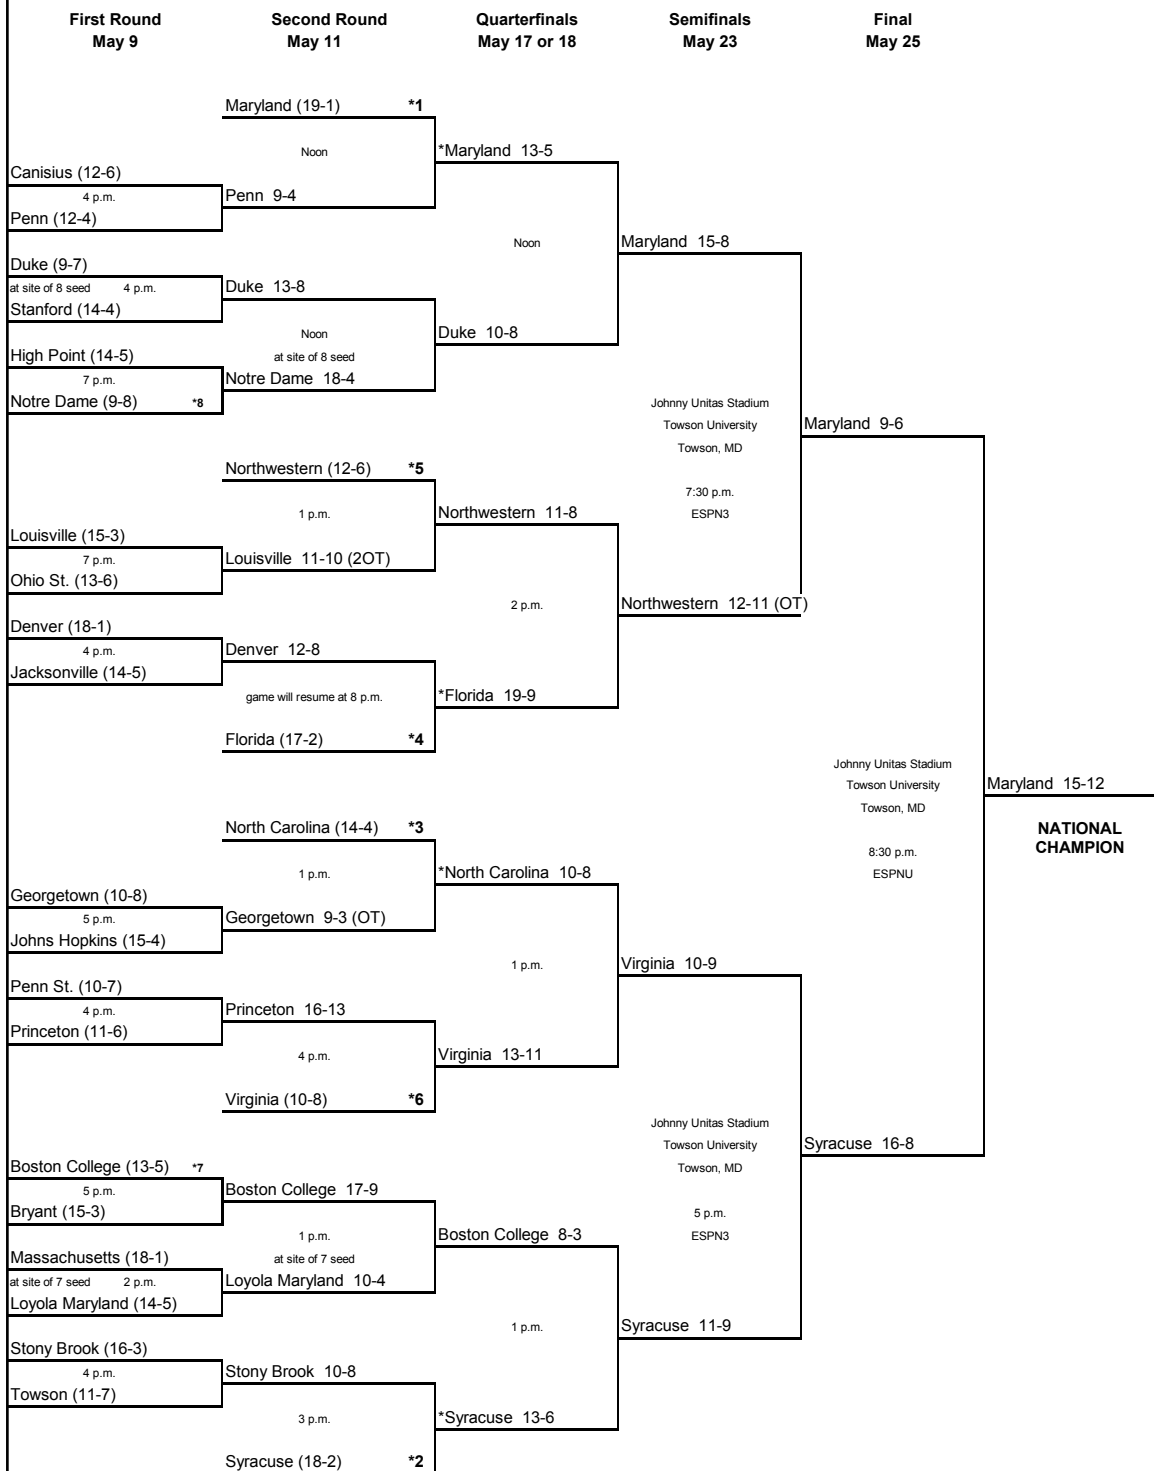 First Round Second Round Quarterfinals Semifinals Final
May 9 May 11 May 17 or 18 May 23 May 25
Maryland (19-1) *1
Noon *Maryland 13-5
Canisius (12-6)
4 p.m. Penn 9-4
Penn (12-4)
Noon Maryland 15-8
Duke (9-7)
at site of 8 seed 4 p.m. Duke 13-8
Stanford (14-4)
Noon Duke 10-8
High Point (14-5) at site of 8 seed
7 p.m. Notre Dame 18-4
Notre Dame (9-8) *8 Johnny Unitas Stadium
Towson University Maryland 9-6
Towson, MD
Northwestern (12-6) *5
7:30 p.m.
1 p.m. Northwestern 11-8 ESPN3
Louisville (15-3)
7 p.m. Louisville 11-10 (2OT)
Ohio St. (13-6)
2 p.m. Northwestern 12-11 (OT)
Denver (18-1)
4 p.m. Denver 12-8
Jacksonville (14-5)
game will resume at 8 p.m. *Florida 19-9
Florida (17-2) *4
Johnny Unitas Stadium
Towson University Maryland 15-12
Towson, MD
North Carolina (14-4) *3 NATIONAL
CHAMPION
8:30 p.m.
1 p.m. *North Carolina 10-8 ESPNU
Georgetown (10-8)
5 p.m. Georgetown 9-3 (OT)
Johns Hopkins (15-4)
1 p.m. Virginia 10-9
Penn St. (10-7)
4 p.m. Princeton 16-13
Princeton (11-6)
4 p.m. Virginia 13-11
Virginia (10-8) *6
Johnny Unitas Stadium
Towson University Syracuse 16-8
Boston College (13-5) *7 Towson, MD
5 p.m. Boston College 17-9
Bryant (15-3) 5 p.m.
1 p.m. Boston College 8-3 ESPN3
Massachusetts (18-1) at site of 7 seed
at site of 7 seed 2 p.m. Loyola Maryland 10-4
Loyola Maryland (14-5)
1 p.m. Syracuse 11-9
Stony Brook (16-3)
4 p.m. Stony Brook 10-8
Towson (11-7)
3 p.m. *Syracuse 13-6
Syracuse (18-2) *2